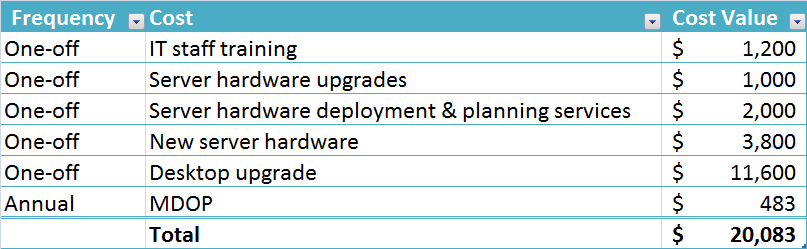 Frequency Cost Cost Value
One-off IT staff training $ 1,200
One-off Server hardware upgrades $ 1,000
One-off Server hardware deployment & planning services $ 2,000
One-off New server hardware $ 3,800
One-off Desktop upgrade $ 11,600
Annual MDOP $ 483
Total $ 20,083